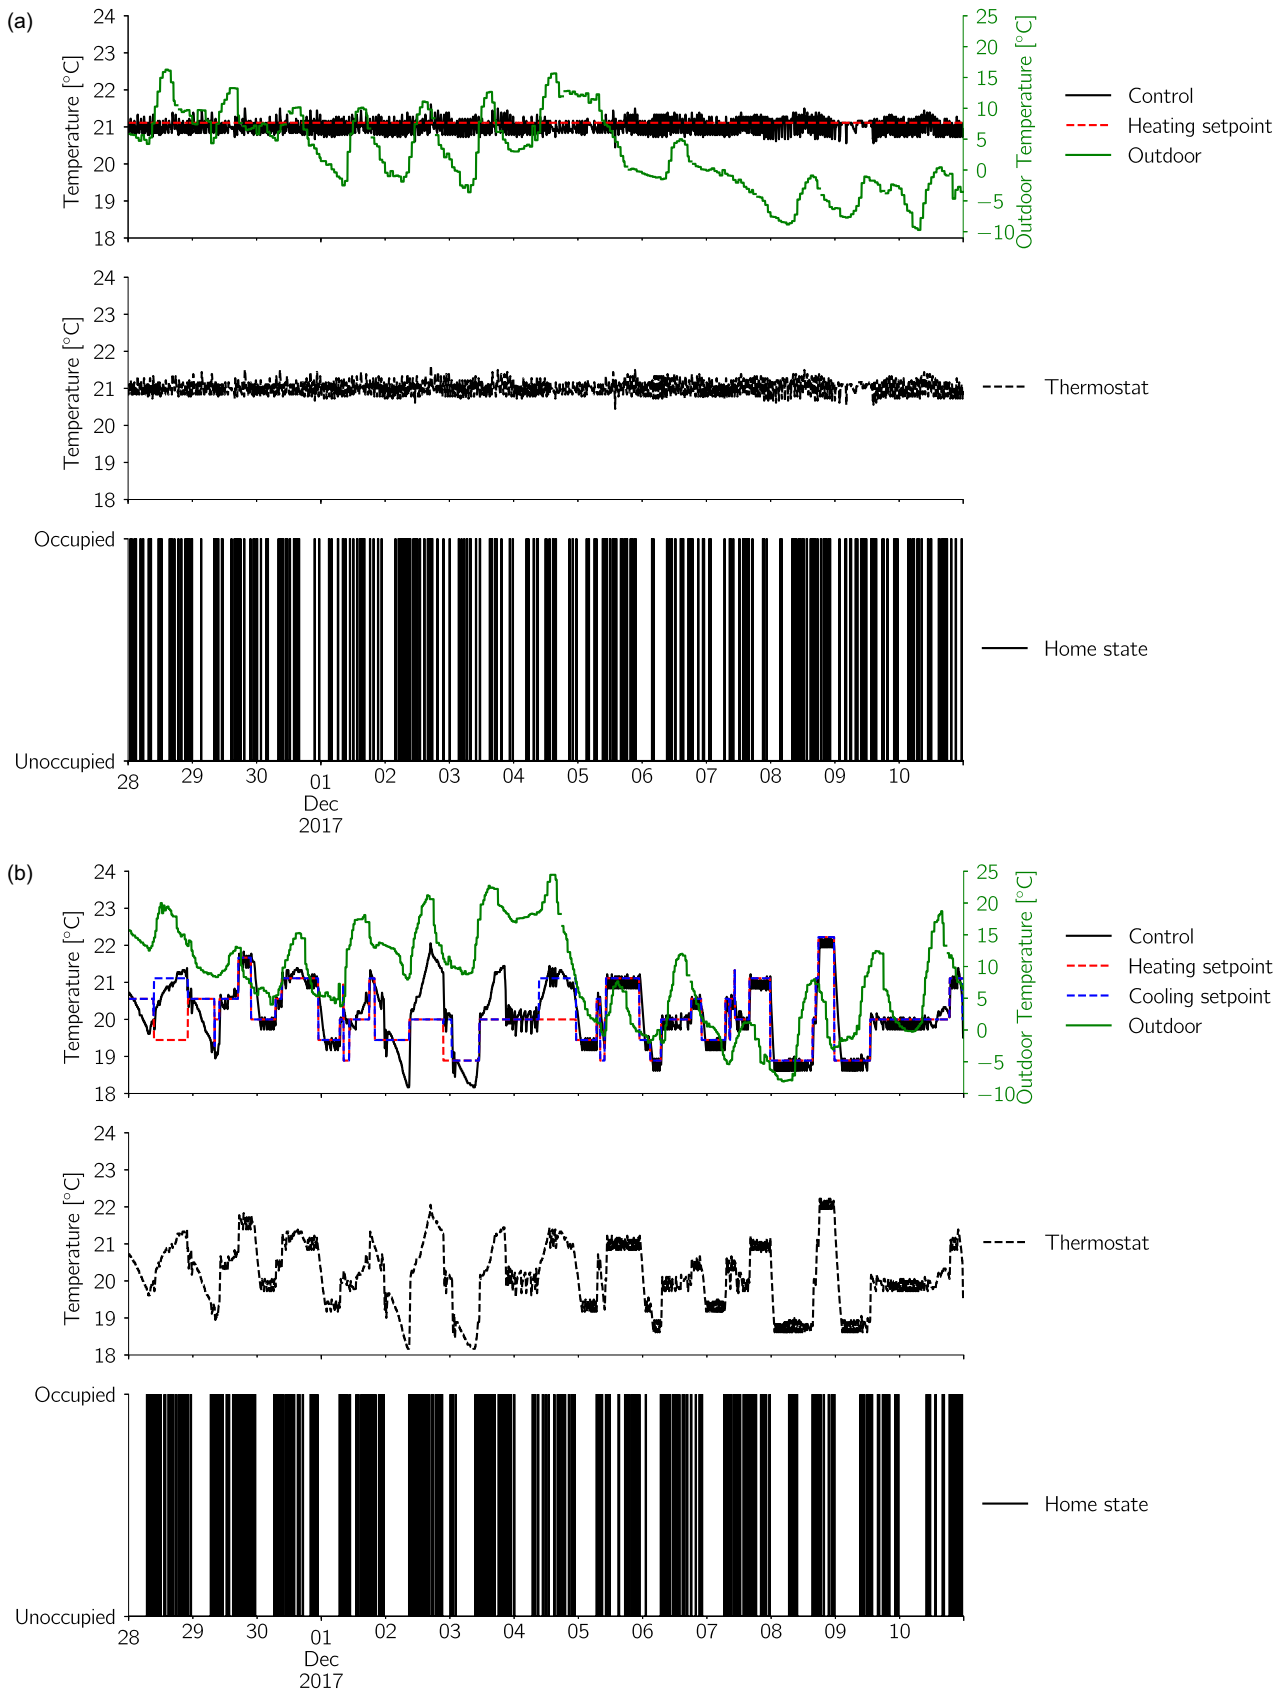 (a)
24
23
22
21
20
19
18
Temperature [°C]
25
20
15
10
5
0
−5
−10
Outdoor Temperature [°C]
Control
Heating setpoint
Outdoor
24
23
22
21
20
19
18
Temperature [°C]
Thermostat
Occupied
Unoccupied
Home state
28 29 30 01 02 03 04 05 06 07 08 09 10
Dec
2017
(b)
24
23
22
21
20
19
18
Temperature [°C]
25
20
15
10
5
0
−5
−10
Outdoor Temperature [°C]
Control
Heating setpoint
Cooling setpoint
Outdoor
24
23
22
21
20
19
18
Temperature [°C]
Thermostat
Occupied
Unoccupied
Home state
28 29 30 01 02 03 04 05 06 07 08 09 10
Dec
2017